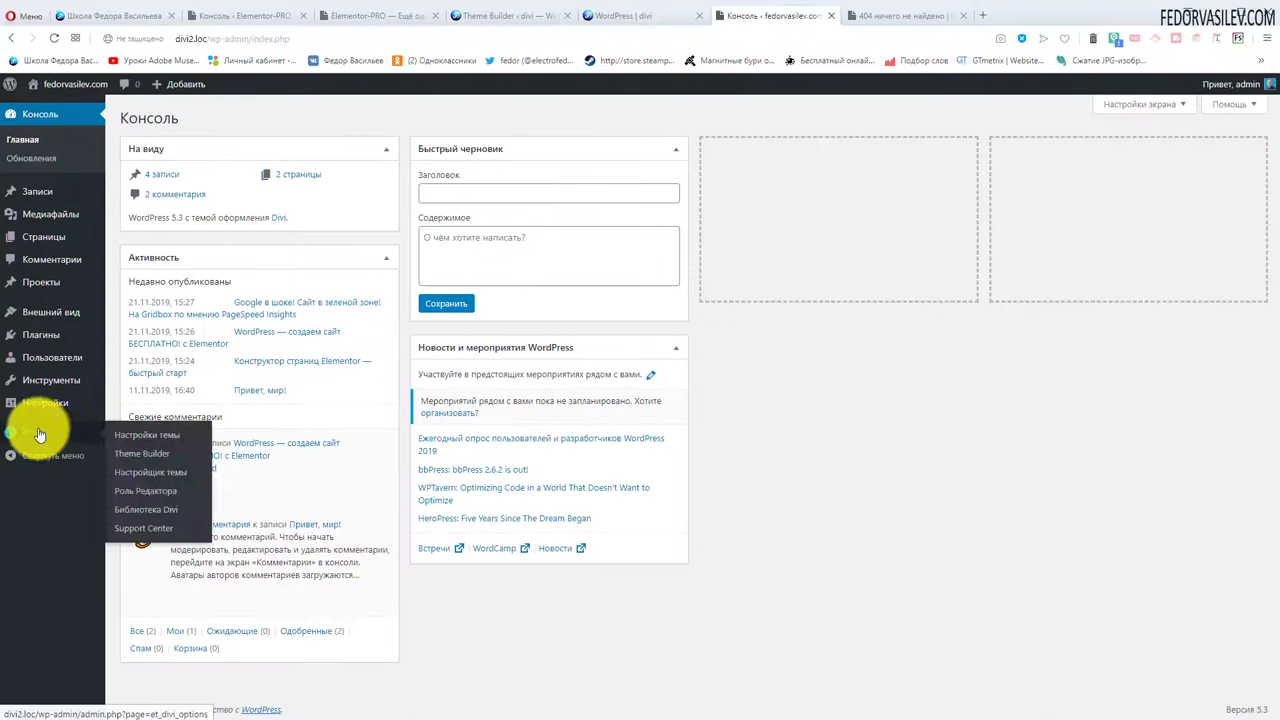 Меню
Школа Федора Васильева
Консоль ‹ Elementor-PRO —
Elementor-PRO — Ещё од
Theme Builder ‹ divi — W
WordPress | divi
Консоль ‹ fedorvasilev.com
404 ничего не найдено | 
FEDORVASILEV.COM
Не защищено
divi2.loc/wp-admin/index.php
Школа Федора Вас...
Уроки Adobe Muse...
Личный кабинет -...
Федор Васильев
(2) Одноклассники
fedor (@electrofed...
http://store.steamp...
Магнитные бури о...
Бесплатный онлай...
Подбор слов
GTmetrix | Website...
Сжатие JPG-изобр...
»
fedorvasilev.com
0
Добавить
Привет, admin
Консоль
Главная
Обновления
Записи
Медиафайлы
Страницы
Комментарии
Проекты
Внешний вид
Плагины
Пользователи
Инструменты
Настройки
Свернуть меню
Настройки темы
Theme Builder
Настройщик темы
Роль Редактора
Библиотека Divi
Support Center
Настройки экрана
Помощь
Консоль
На виду
4 записи
2 страницы
2 комментария
WordPress 5.3 с темой оформления Divi.
Активность
Недавно опубликованы
21.11.2019, 15:27 Google в шоке! Сайт в зеленой зоне!
На Gridbox по мнению PageSpeed Insights
21.11.2019, 15:26 WordPress — создаем сайт
БЕСПЛАТНО! с Elementor
21.11.2019, 15:24 Конструктор страниц Elementor —
быстрый старт
11.11.2019, 16:40 Привет, мир!
Свежие комментарии
записи WordPress — создаем сайт
О! с Elementor
к записи Привет, мир!
о комментарий. Чтобы начать
модерировать, редактировать и удалять комментарии,
перейдите на экран «Комментарии» в консоли.
Аватары авторов комментариев загружаются...
Все (2) | Мои (1) | Ожидающие (0) | Одобренные (2) |
Спам (0) | Корзина (0)
Быстрый черновик
Заголовок
Содержимое
О чём хотите написать?
Сохранить
Новости и мероприятия WordPress
Участвуйте в предстоящих мероприятиях рядом с вами.
Мероприятий рядом с вами пока не запланировано. Хотите
организовать?
Ежегодный опрос пользователей и разработчиков WordPress
2019
bbPress: bbPress 2.6.2 is out!
WPTavern: Optimizing Code in a World That Doesn't Want to
Optimize
HeroPress: Five Years Since The Dream Began
Встречи | WordCamp | Новости
с WordPress.
Версия 5.3
divi2.loc/wp-admin/admin.php?page=et_divi_options